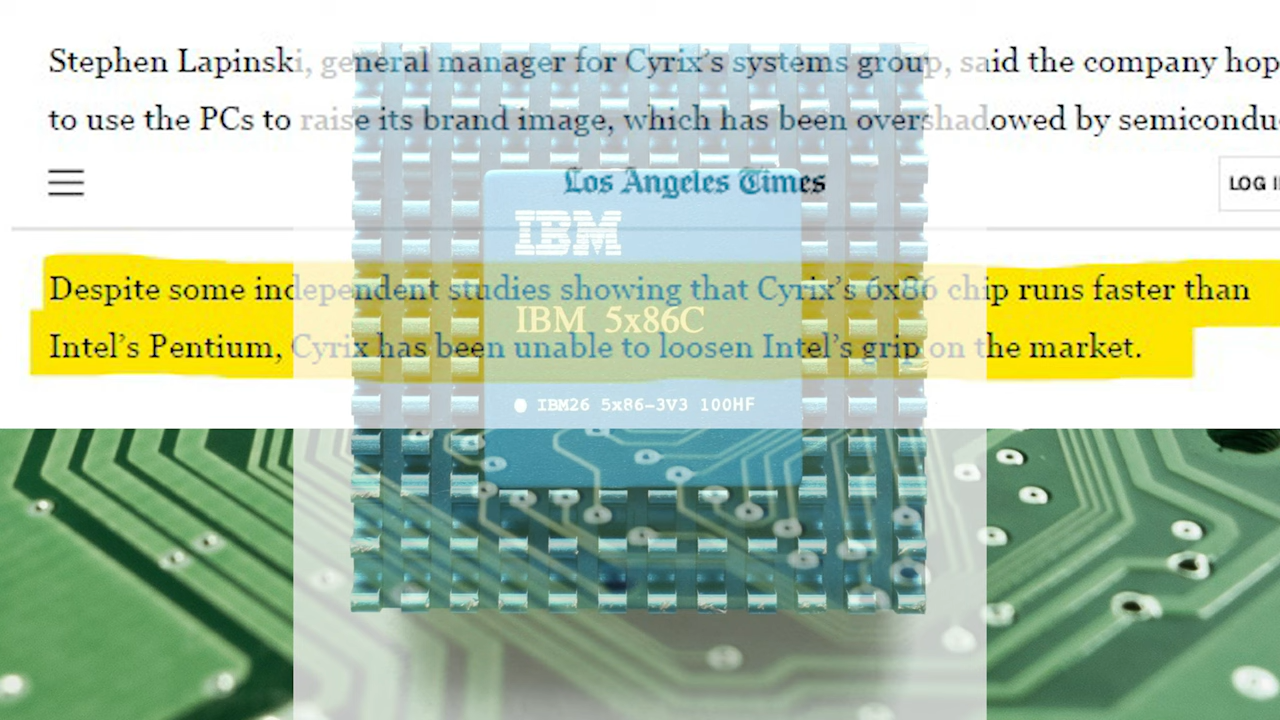 Stephen Lapinski, general manager for Cyrix’s systems group, said the company hop
to use the PCs to raise its brand image, which has been overshadowed by semicondu
Los Angeles Times
LOG I
IBM
Despite some independent studies showing that Cyrix’s 6x86 chip runs faster than
IBM 5x86C
Intel’s Pentium, Cyrix has been unable to loosen Intel’s grip on the market.
IBM26 5x86-3V3 100HF